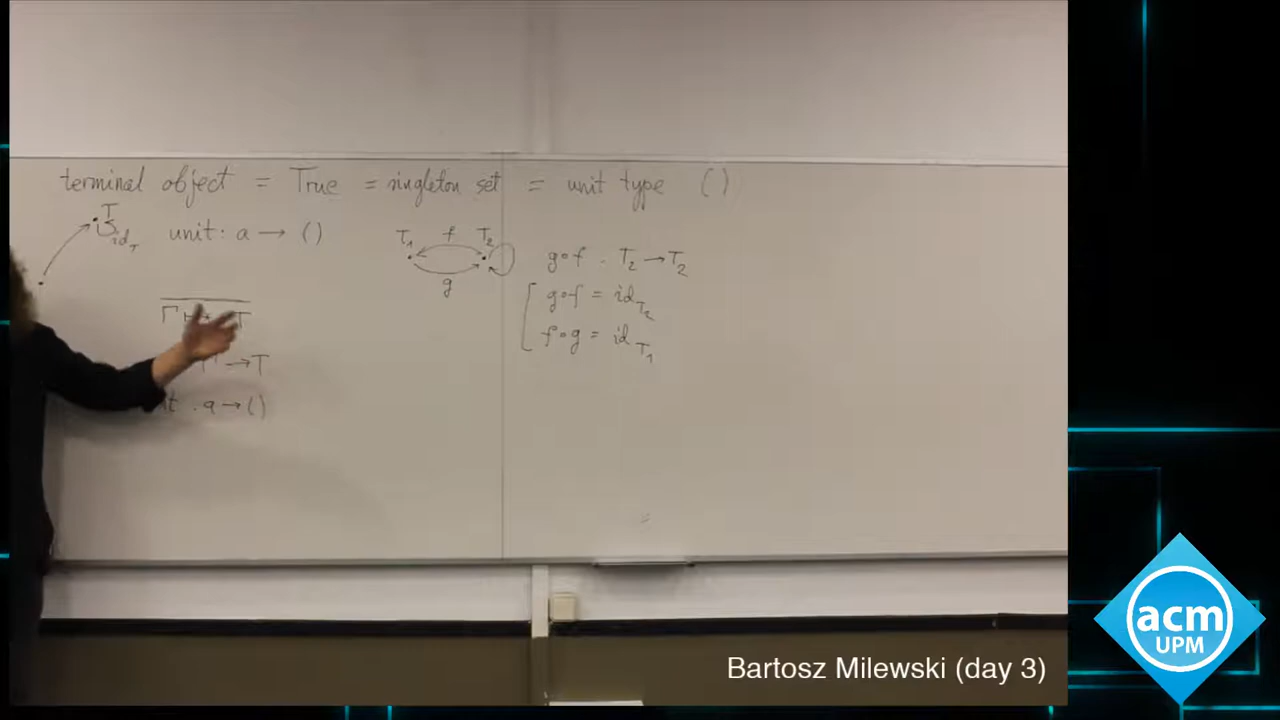 terminal object = True = singleton set = unit type ()
T
id_T
unit: a → ()
T₁ f T₂
g
g∘f : T₂ → T₂
g∘f = id_T₂
f∘g = id_T₁
Γ T
→ T
: a → ()
acm
UPM
Bartosz Milewski (day 3)